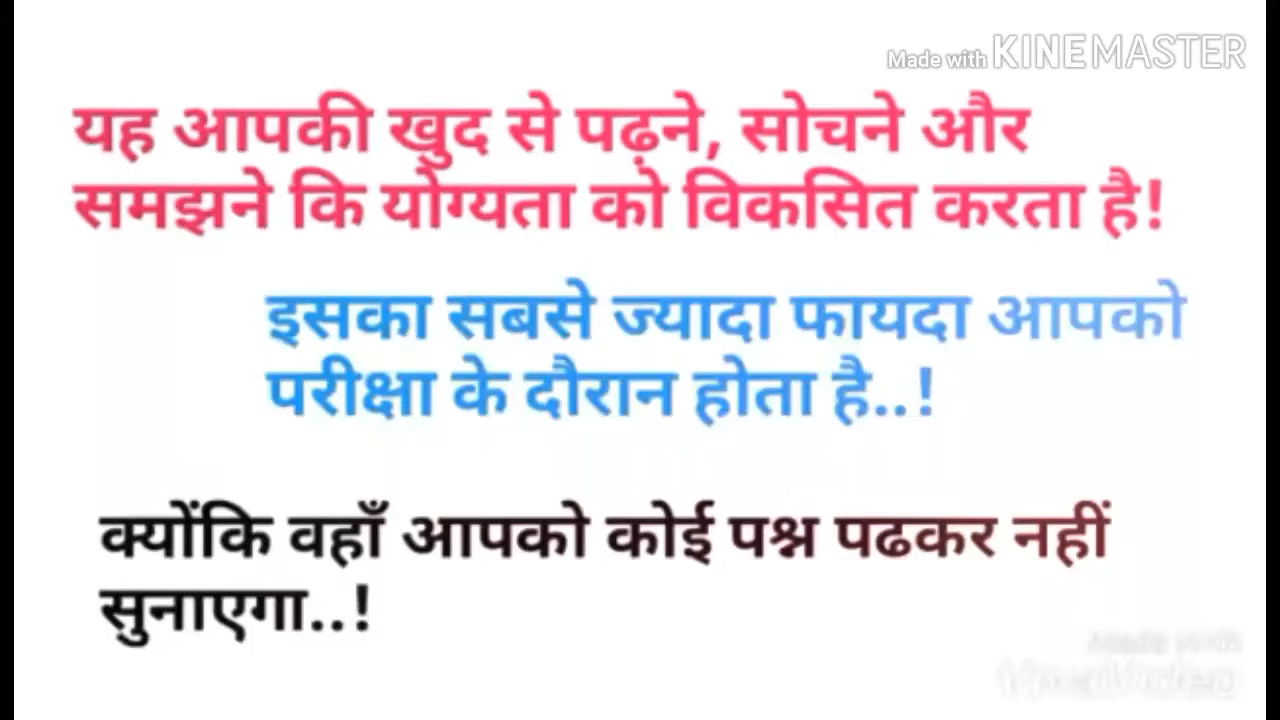 Made with KINEMASTER
यह आपकी खुद से पढ़ने, सोचने और
समझने कि योग्यता को विकसित करता है!
इसका सबसे ज्यादा फायदा आपको
परीक्षा के दौरान होता है..!
क्योंकि वहाँ आपको कोई पश्न पढकर नहीं
सुनाएगा..!